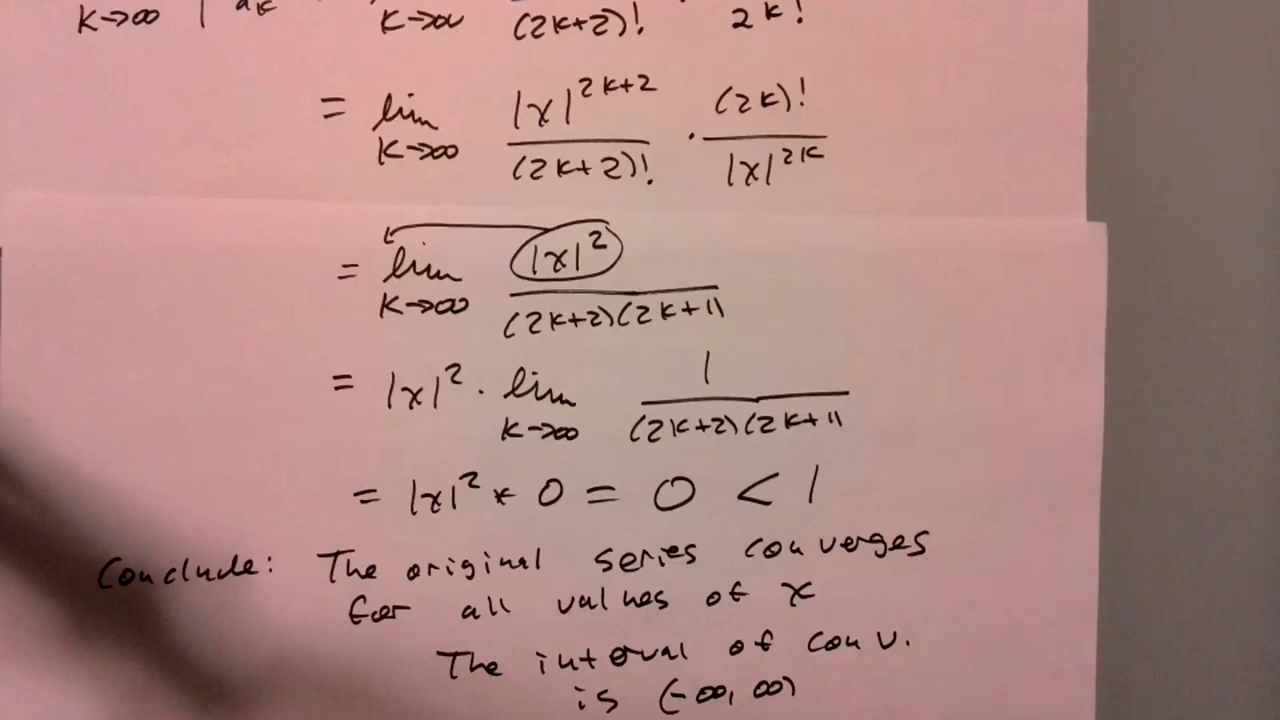 K→∞ | aₖ K→∞ (2K+2)! · 2K!
= lim K→∞ |x|^{2K+2} / (2K+2)! · (2K)! / |x|^{2K}
= lim K→∞ |x|² / (2K+2)(2K+1)
= |x|² · lim K→∞ 1 / (2K+2)(2K+1)
= |x|² * 0 = 0 < 1
Conclude: The original series converges
for all values of x
The interval of conv.
is (-∞, ∞)